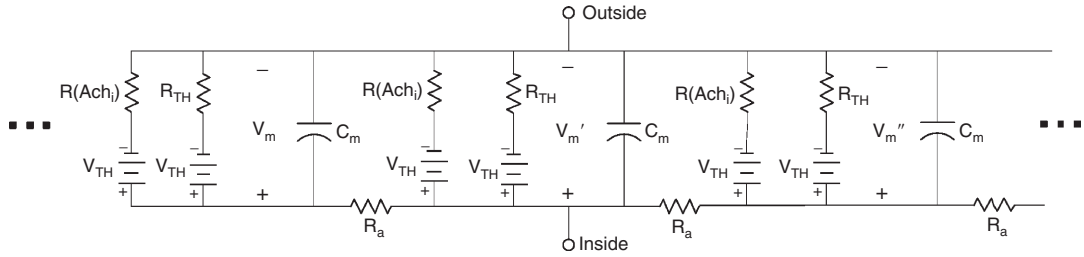 Outside
R(Ach_i) R_TH − V_m + C_m − V_TH + − V_TH +
R_a
R(Ach_i) R_TH − V_m′ + C_m − V_TH + − V_TH +
R_a
R(Ach_i) R_TH − V_m″ + C_m − V_TH + − V_TH +
R_a
Inside